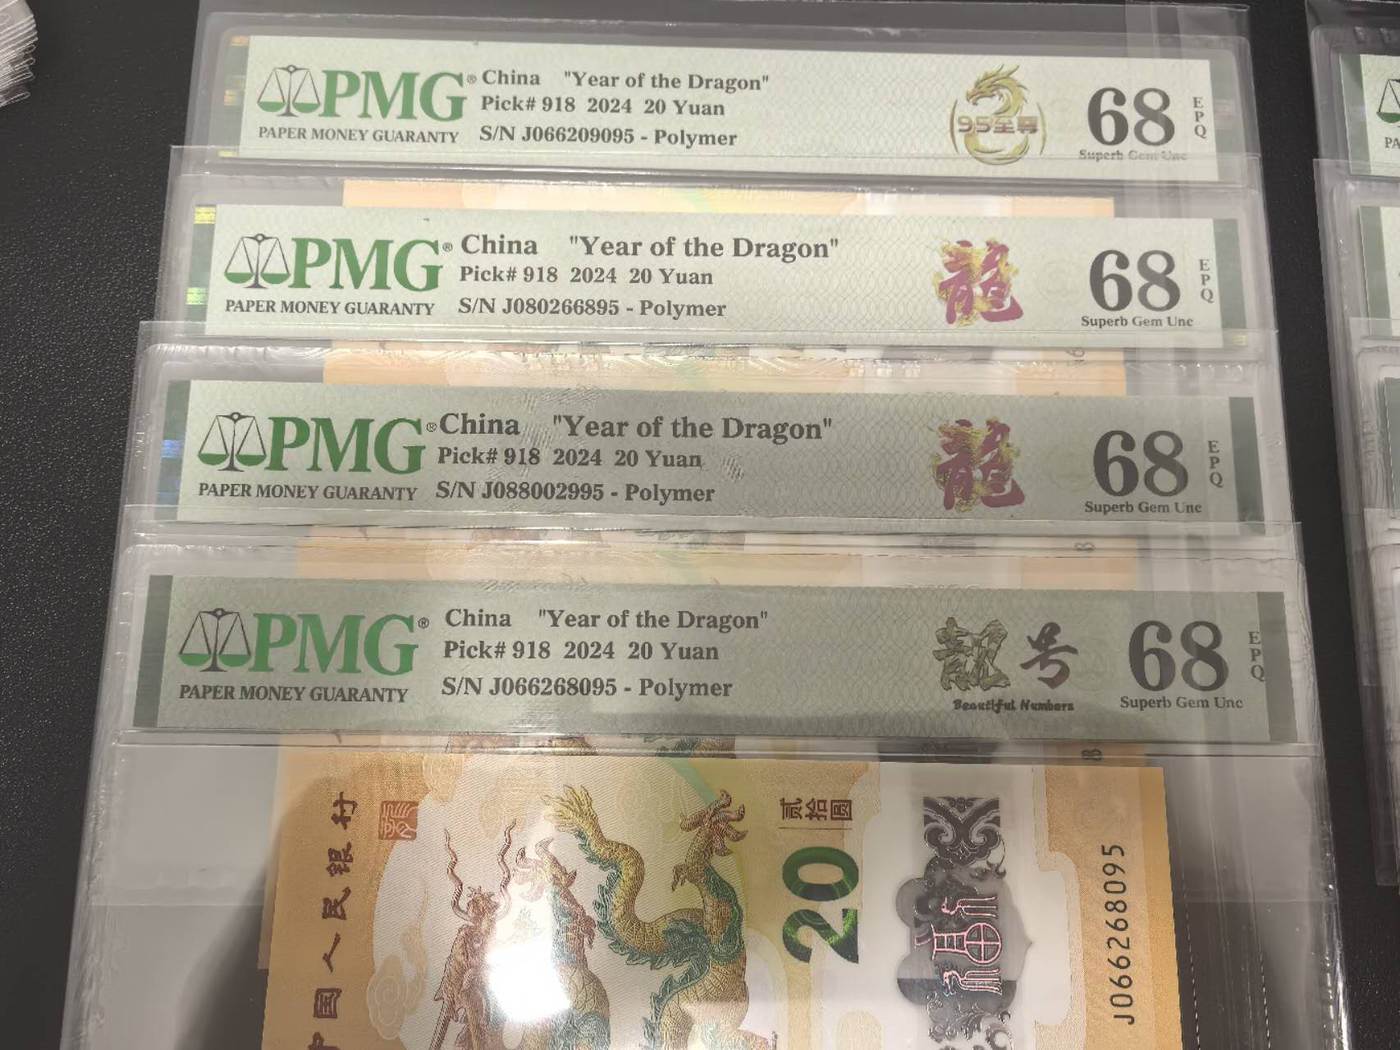 PMG® China "Year of the Dragon"
Pick# 918 2024 20 Yuan
PAPER MONEY GUARANTY S/N J066209095 - Polymer
95至尊
68
EPQ
Superb Gem Unc
PMG® China "Year of the Dragon"
Pick# 918 2024 20 Yuan
PAPER MONEY GUARANTY S/N J080266895 - Polymer
龍
68
EPQ
Superb Gem Unc
PMG® China "Year of the Dragon"
Pick# 918 2024 20 Yuan
PAPER MONEY GUARANTY S/N J088002995 - Polymer
龍
68
EPQ
Superb Gem Unc
PMG® China "Year of the Dragon"
Pick# 918 2024 20 Yuan
PAPER MONEY GUARANTY S/N J066268095 - Polymer
靓号
Beautiful Numbers
68
EPQ
Superb Gem Unc
中国人民银行
贰拾圆
20
J066268095